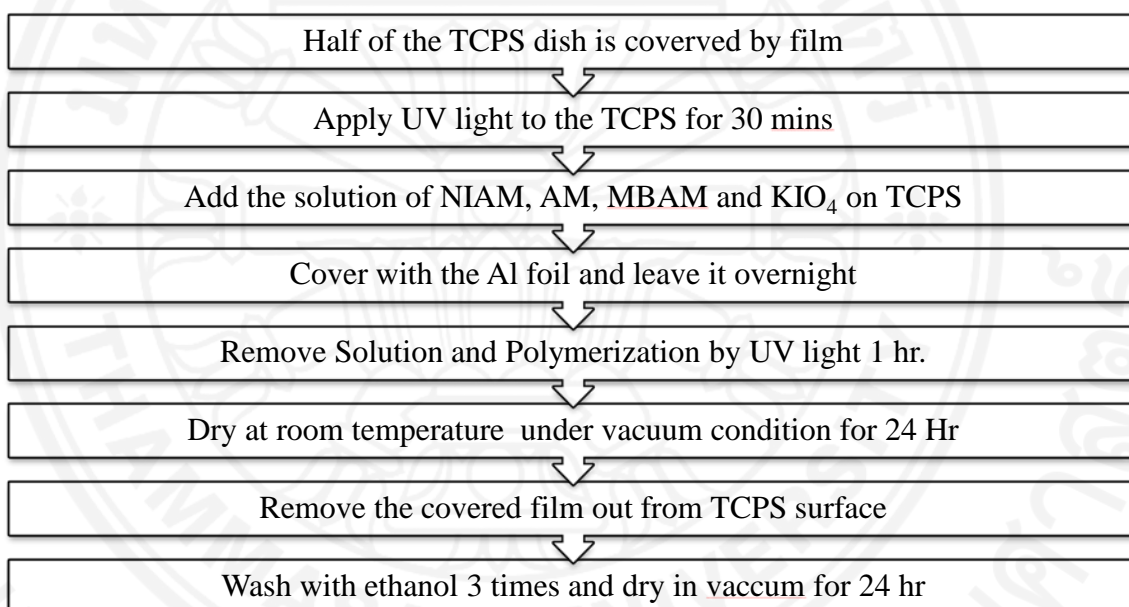 Half of the TCPS dish is coverved by film
Apply UV light to the TCPS for 30 mins
Add the solution of NIAM, AM, MBAM and KIO₄ on TCPS
Cover with the Al foil and leave it overnight
Remove Solution and Polymerization by UV light 1 hr.
Dry at room temperature under vacuum condition for 24 Hr
Remove the covered film out from TCPS surface
Wash with ethanol 3 times and dry in vaccum for 24 hr